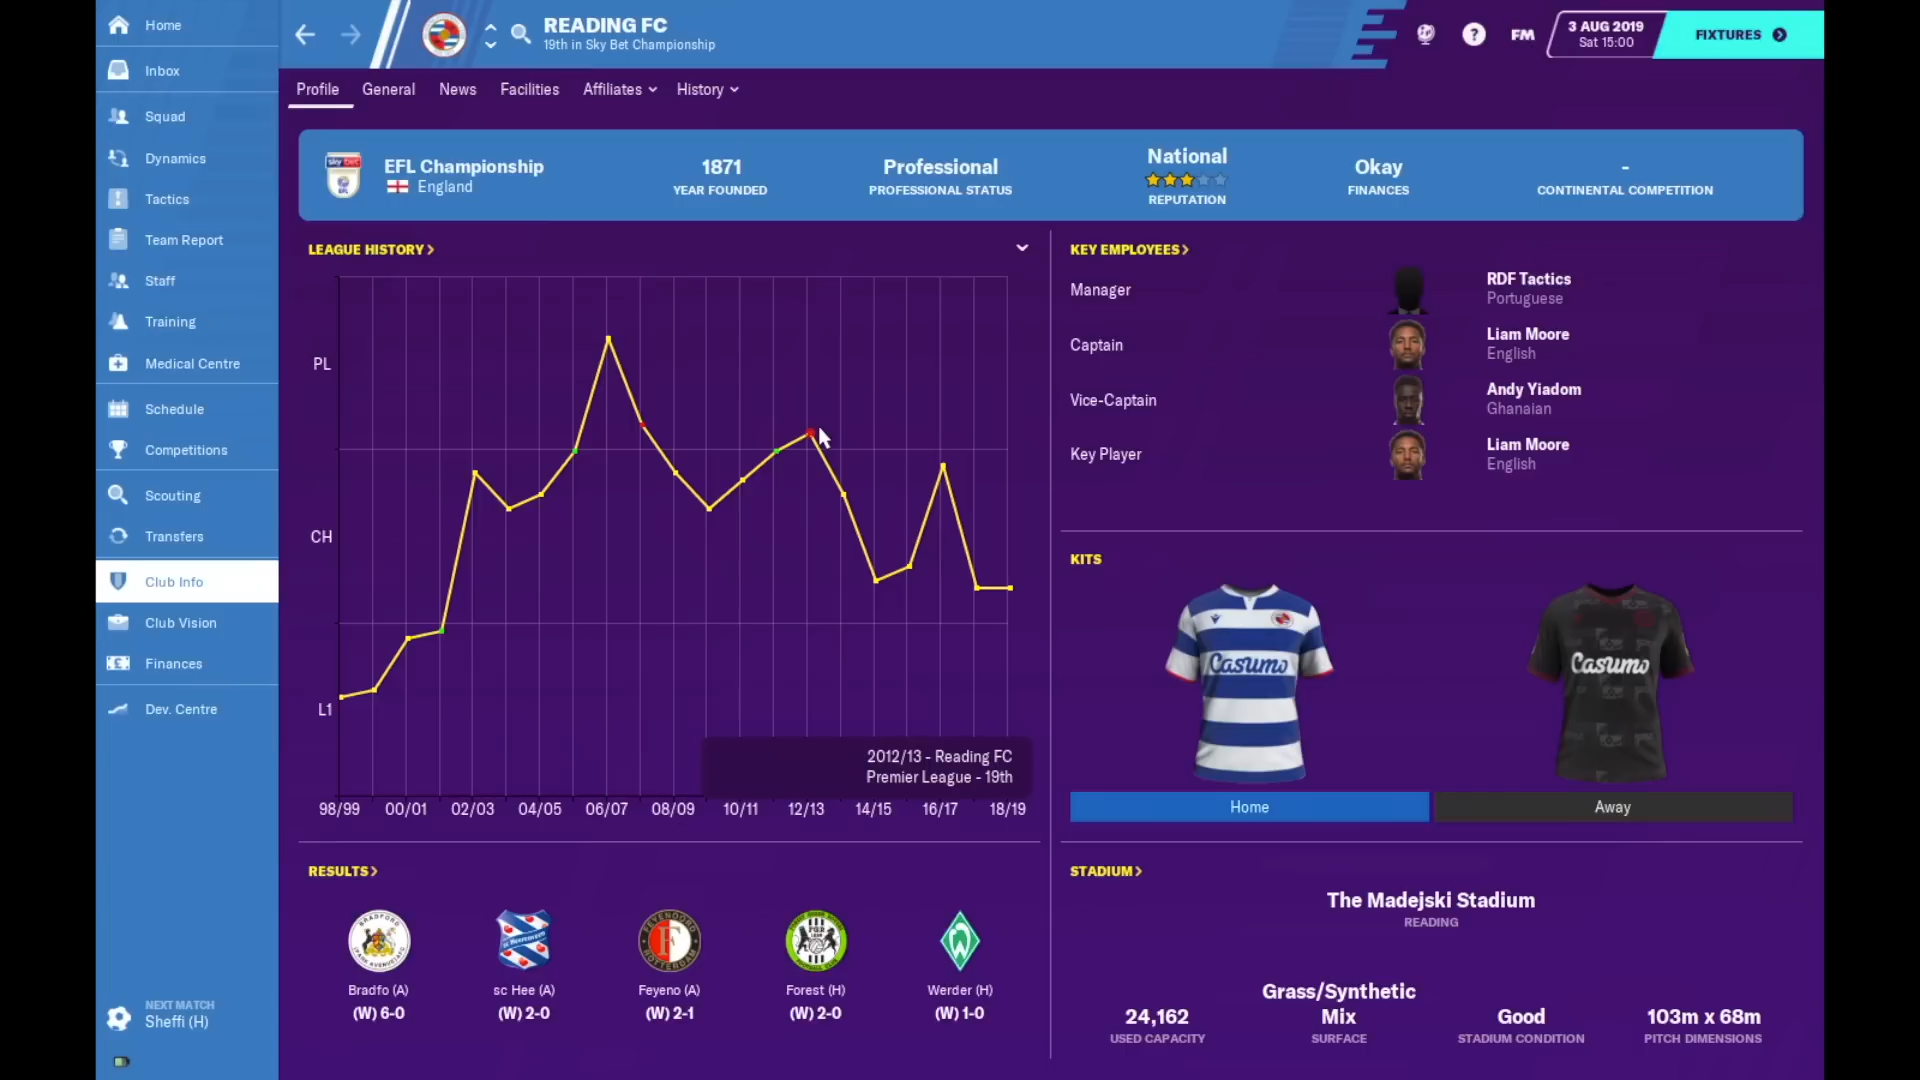 Home
Inbox
Squad
Dynamics
Tactics
Team Report
Staff
Training
Medical Centre
Schedule
Competitions
Scouting
Transfers
Club Info
Club Vision
Finances
Dev. Centre
NEXT MATCH
Sheffi (H)
READING FC
19th in Sky Bet Championship
?
FM
3 AUG 2019
Sat 15:00
FIXTURES
Profile
General
News
Facilities
Affiliates
History
sky bet
EFL
EFL Championship
England
1871
YEAR FOUNDED
Professional
PROFESSIONAL STATUS
National
REPUTATION
Okay
FINANCES
-
CONTINENTAL COMPETITION
LEAGUE HISTORY >
PL
CH
L1
2012/13 - Reading FC
Premier League - 19th
98/99 00/01 02/03 04/05 06/07 08/09 10/11 12/13 14/15 16/17 18/19
KEY EMPLOYEES >
Manager
RDF Tactics
Portuguese
Captain
Liam Moore
English
Vice-Captain
Andy Yiadom
Ghanaian
Key Player
Liam Moore
English
KITS
Casumo
Casumo
Home
Away
RESULTS >
Bradfo (A)
(W) 6-0
sc Hee (A)
(W) 2-0
Feyeno (A)
(W) 2-1
Forest (H)
(W) 2-0
Werder (H)
(W) 1-0
STADIUM >
The Madejski Stadium
READING
24,162
USED CAPACITY
Grass/Synthetic
Mix
SURFACE
Good
STADIUM CONDITION
103m x 68m
PITCH DIMENSIONS